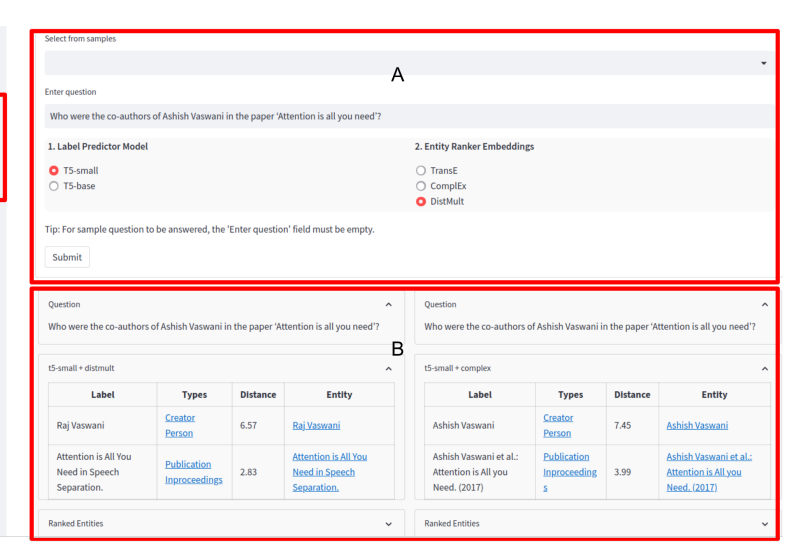 Select from samples
A
Enter question
Who were the co-authors of Ashish Vaswani in the paper ‘Attention is all you need’?
1. Label Predictor Model
T5-small
T5-base
2. Entity Ranker Embeddings
TransE
ComplEx
DistMult
Tip: For sample question to be answered, the 'Enter question' field must be empty.
Submit
B
Question
Who were the co-authors of Ashish Vaswani in the paper ‘Attention is all you need’?
t5-small + distmult
Label Types Distance Entity
Raj Vaswani Creator 6.57 Raj Vaswani
Person
Attention is All You Publication 2.83 Attention is All You
Need in Speech Inproceedings Need in Speech
Separation. Separation.
Ranked Entities
Question
Who were the co-authors of Ashish Vaswani in the paper ‘Attention is all you need’?
t5-small + complex
Label Types Distance Entity
Ashish Vaswani Creator 7.45 Ashish Vaswani
Person
Ashish Vaswani et al.: Publication 3.99 Ashish Vaswani et al.:
Attention is All you Inproceeding Attention is All you
Need. (2017) s Need. (2017)
Ranked Entities